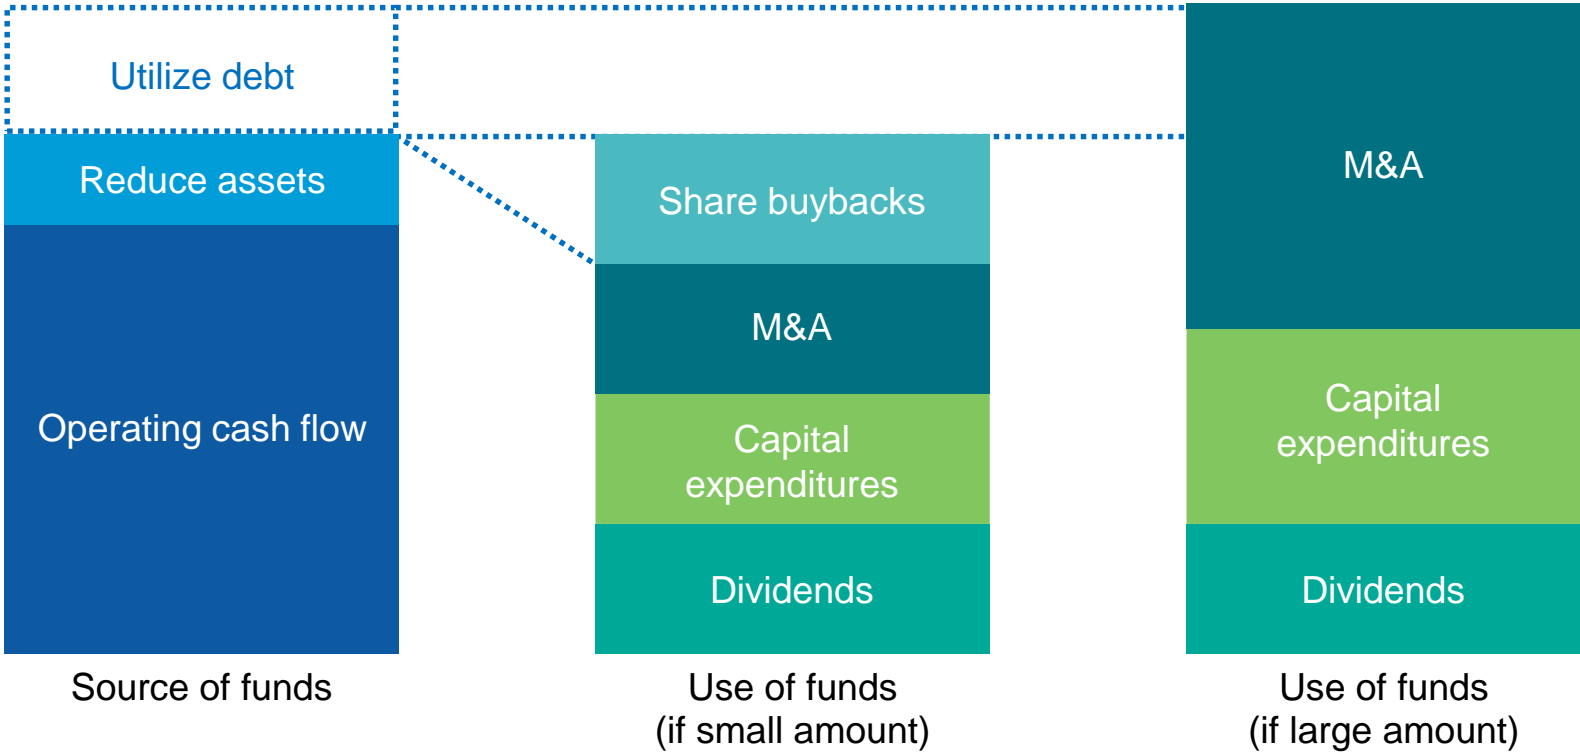 Utilize debt
Reduce assets
Operating cash flow
Source of funds
Share buybacks
M&A
Capital
expenditures
Dividends
Use of funds
(if small amount)
M&A
Capital
expenditures
Dividends
Use of funds
(if large amount)